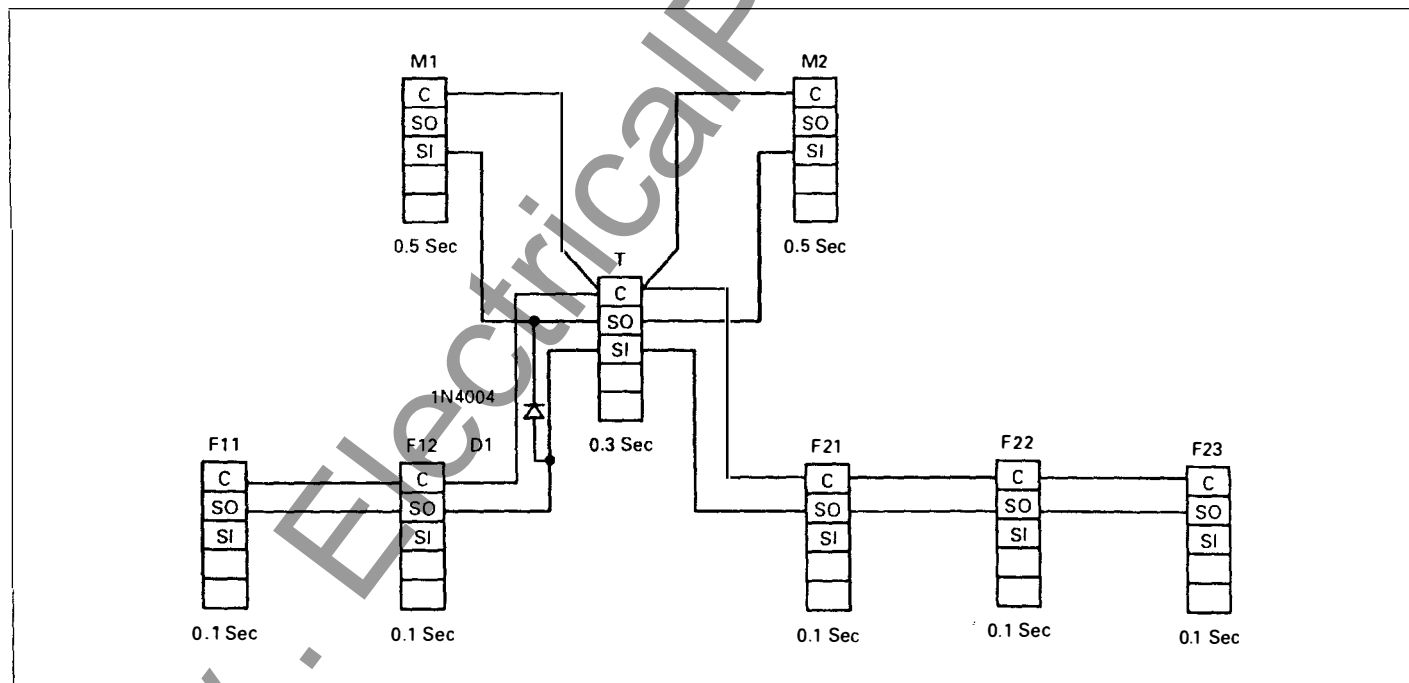 M1
C
SO
SI
0.5 Sec
M2
C
SO
SI
0.5 Sec
T
C
SO
SI
0.3 Sec
1N4004
D1
F11
C
SO
SI
0.1 Sec
F12
C
SO
SI
0.1 Sec
F21
C
SO
SI
0.1 Sec
F22
C
SO
SI
0.1 Sec
F23
C
SO
SI
0.1 Sec
. ElectricalP